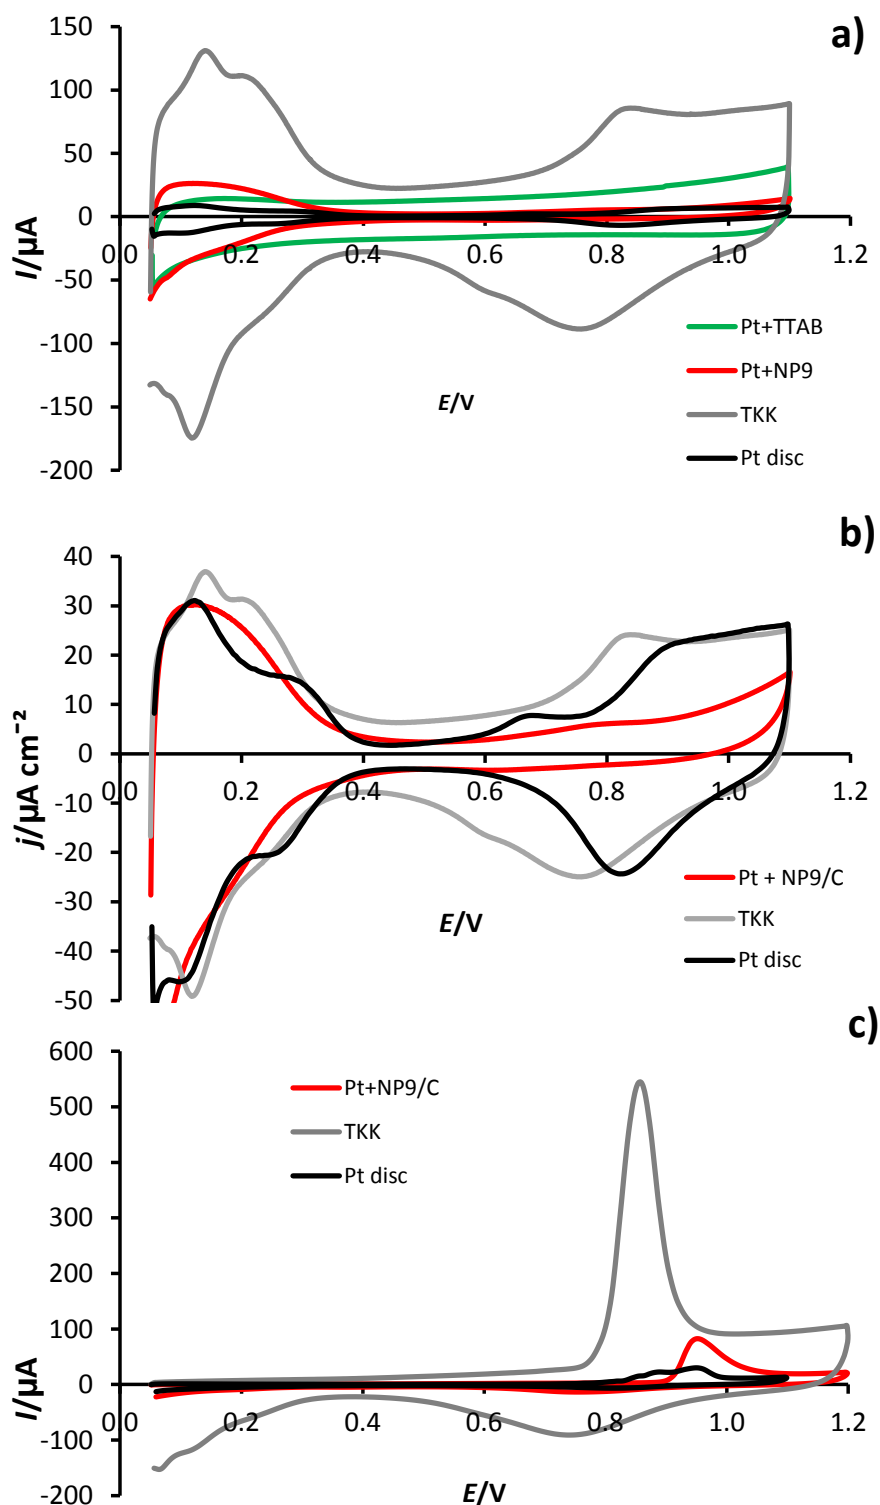 a)
150
100
50
0
-50
-100
-150
-200
0.0 0.2 0.4 0.6 0.8 1.0 1.2
I/µA
E/V
Pt+TTAB
Pt+NP9
TKK
Pt disc
b)
40
30
20
10
0
-10
-20
-30
-40
-50
0.0 0.2 0.4 0.6 0.8 1.0 1.2
j/µA cm⁻²
E/V
Pt + NP9/C
TKK
Pt disc
c)
600
500
400
300
200
100
0
-100
-200
0.0 0.2 0.4 0.6 0.8 1.0 1.2
I/µA
E/V
Pt+NP9/C
TKK
Pt disc